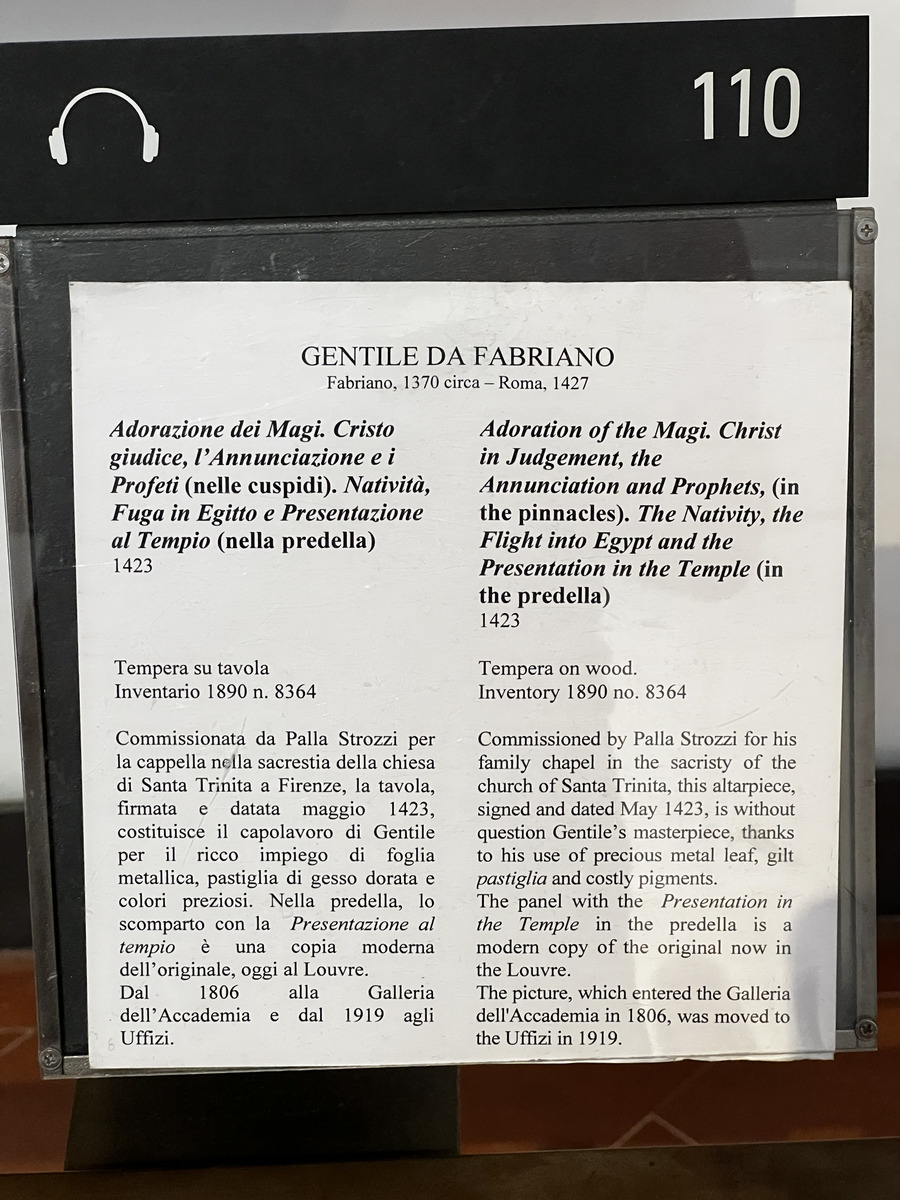 110
GENTILE DA FABRIANO
Fabriano, 1370 circa – Roma, 1427
Adorazione dei Magi. Cristo
giudice, l'Annunciazione e i
Profeti (nelle cuspidi). Natività,
Fuga in Egitto e Presentazione
al Tempio (nella predella)
1423
Tempera su tavola
Inventario 1890 n. 8364
Commissionata da Palla Strozzi per
la cappella nella sacrestia della chiesa
di Santa Trinita a Firenze, la tavola,
firmata e datata maggio 1423,
costituisce il capolavoro di Gentile
per il ricco impiego di foglia
metallica, pastiglia di gesso dorata e
colori preziosi. Nella predella, lo
scomparto con la Presentazione al
tempio è una copia moderna
dell'originale, oggi al Louvre.
Dal 1806 alla Galleria
dell'Accademia e dal 1919 agli
Uffizi.
Adoration of the Magi. Christ
in Judgement, the
Annunciation and Prophets, (in
the pinnacles). The Nativity, the
Flight into Egypt and the
Presentation in the Temple (in
the predella)
1423
Tempera on wood.
Inventory 1890 no. 8364
Commissioned by Palla Strozzi for his
family chapel in the sacristy of the
church of Santa Trinita, this altarpiece,
signed and dated May 1423, is without
question Gentile's masterpiece, thanks
to his use of precious metal leaf, gilt
pastiglia and costly pigments.
The panel with the Presentation in
the Temple in the predella is a
modern copy of the original now in
the Louvre.
The picture, which entered the Galleria
dell'Accademia in 1806, was moved to
the Uffizi in 1919.